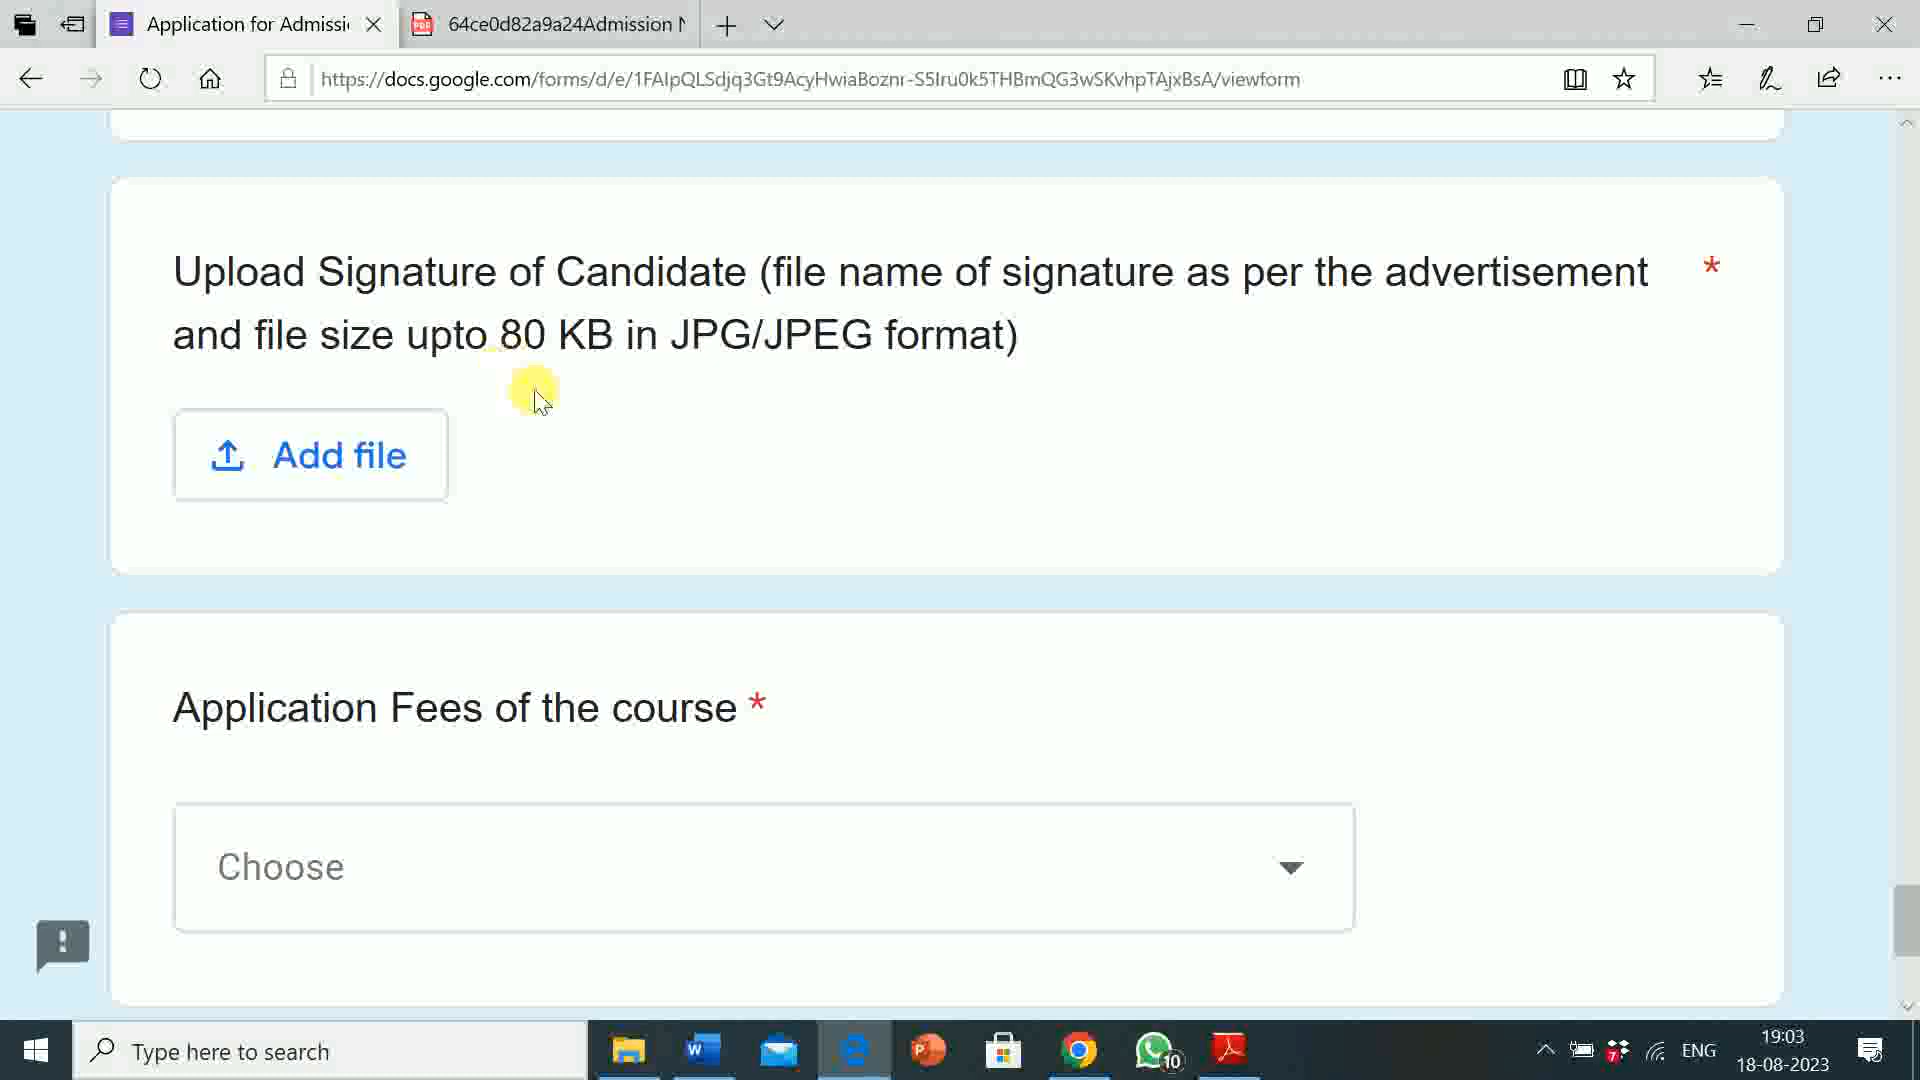 Application for Admissi
64ce0d82a9a24Admission N
https://docs.google.com/forms/d/e/1FAIpQLSdjq3Gt9AcyHwiaBoznr-S5Iru0k5THBmQG3wSKvhpTAjxBsA/viewform
Upload Signature of Candidate (file name of signature as per the advertisement *
and file size upto 80 KB in JPG/JPEG format)
Add file
Application Fees of the course *
Choose
Type here to search
10
7
ENG
19:03
18-08-2023